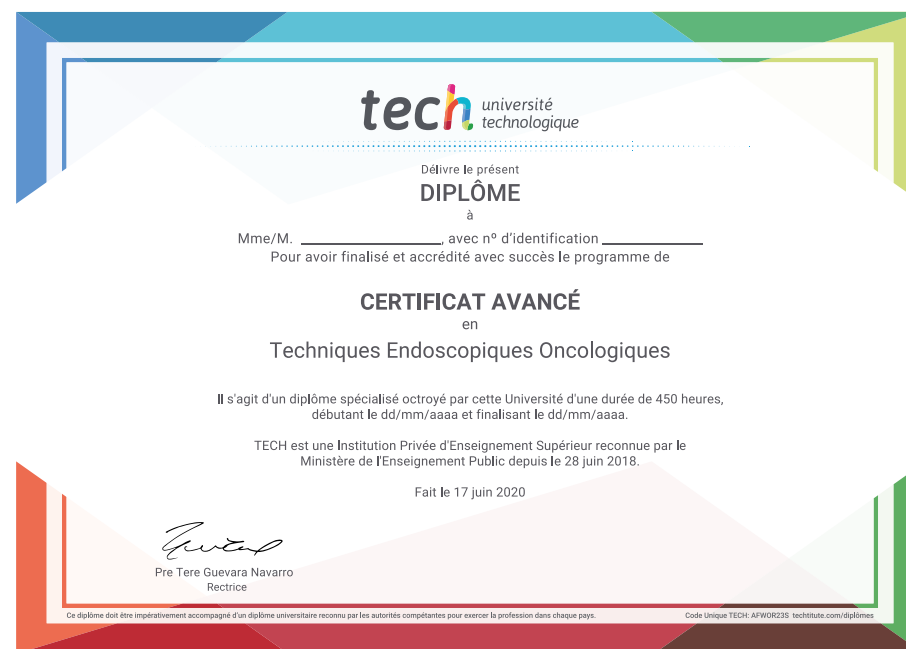 tech université
technologique
Délivre le présent
DIPLÔME
à
Mme/M. ____________________, avec nº d'identification ______________
Pour avoir finalisé et accrédité avec succès le programme de
CERTIFICAT AVANCÉ
en
Techniques Endoscopiques Oncologiques
Il s'agit d'un diplôme spécialisé octroyé par cette Université d'une durée de 450 heures,
débutant le dd/mm/aaaa et finalisant le dd/mm/aaaa.
TECH est une Institution Privée d'Enseignement Supérieur reconnue par le
Ministère de l'Enseignement Public depuis le 28 juin 2018.
Fait le 17 juin 2020
Pre Tere Guevara Navarro
Rectrice
Ce diplôme doit être impérativement accompagné d'un diplôme universitaire reconnu par les autorités compétantes pour exercer la profession dans chaque pays. Code Unique TECH: AFWOR23S techtitute.com/diplômes